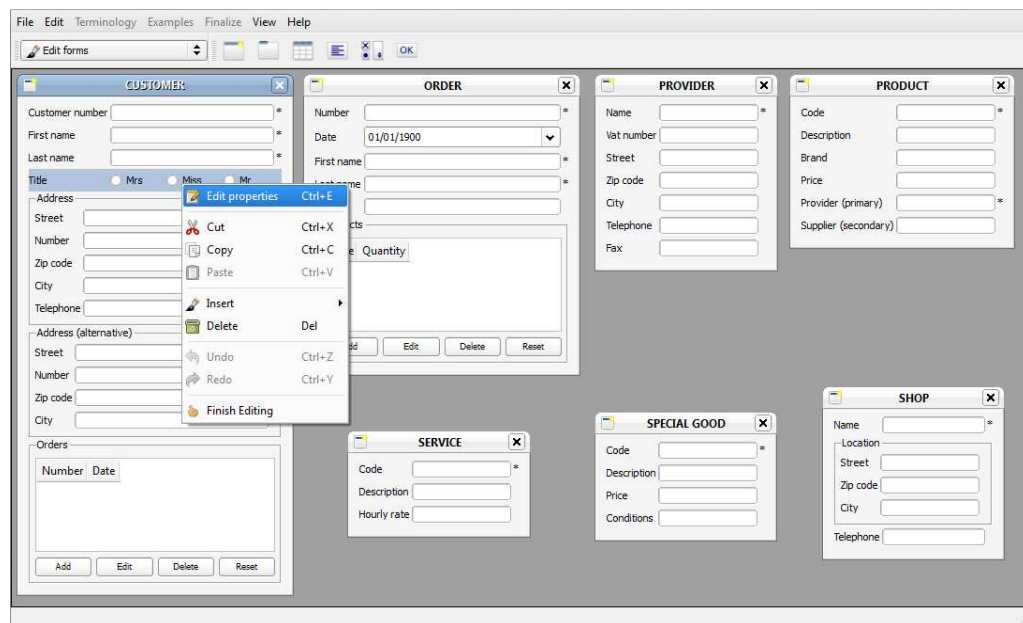 File Edit Terminology Examples Finalize View Help
Edit forms OK
CUSTOMER
Customer number *
First name *
Last name *
Title Mrs Miss Mr
Address
Street
Number
Zip code
City
Telephone
Address (alternative)
Street
Number
Zip code
City
Orders
Number Date
Add Edit Delete Reset
Edit properties Ctrl+E
Cut Ctrl+X
Copy Ctrl+C
Paste Ctrl+V
Insert
Delete Del
Undo Ctrl+Z
Redo Ctrl+Y
Finish Editing
ORDER
Number *
Date 01/01/1900
First name *
*
Quantity
Edit Delete Reset
PROVIDER
Name *
Vat number
Street
Zip code
City
Telephone
Fax
PRODUCT
Code *
Description
Brand
Price
Provider (primary) *
Supplier (secondary)
SERVICE
Code *
Description
Hourly rate
SPECIAL GOOD
Code *
Description
Price
Conditions
SHOP
Name *
Location
Street
Zip code
City
Telephone